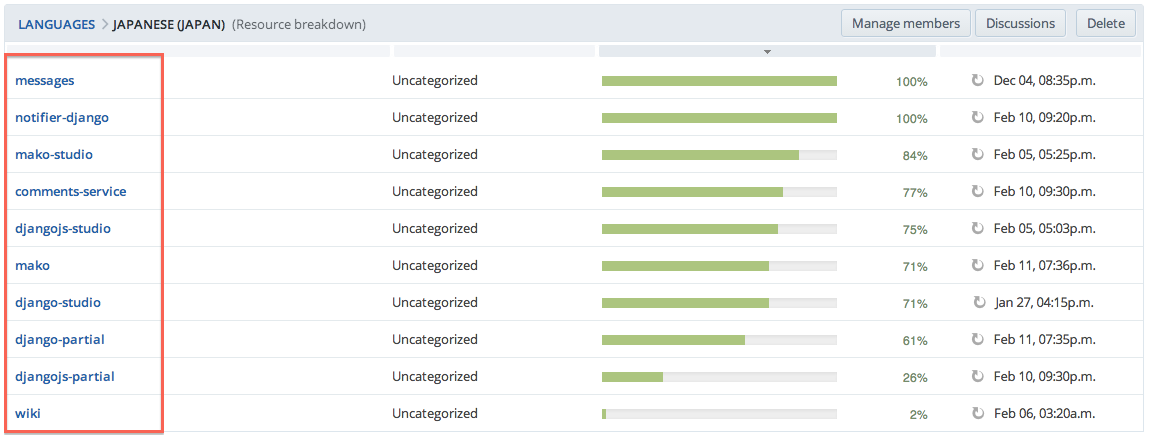 LANGUAGES > JAPANESE (JAPAN) (Resource breakdown) Manage members Discussions Delete
messages Uncategorized 100% Dec 04, 08:35p.m.
notifier-django Uncategorized 100% Feb 10, 09:20p.m.
mako-studio Uncategorized 84% Feb 05, 05:25p.m.
comments-service Uncategorized 77% Feb 10, 09:30p.m.
djangojs-studio Uncategorized 75% Feb 05, 05:03p.m.
mako Uncategorized 71% Feb 11, 07:36p.m.
django-studio Uncategorized 71% Jan 27, 04:15p.m.
django-partial Uncategorized 61% Feb 11, 07:35p.m.
djangojs-partial Uncategorized 26% Feb 10, 09:30p.m.
wiki Uncategorized 2% Feb 06, 03:20a.m.